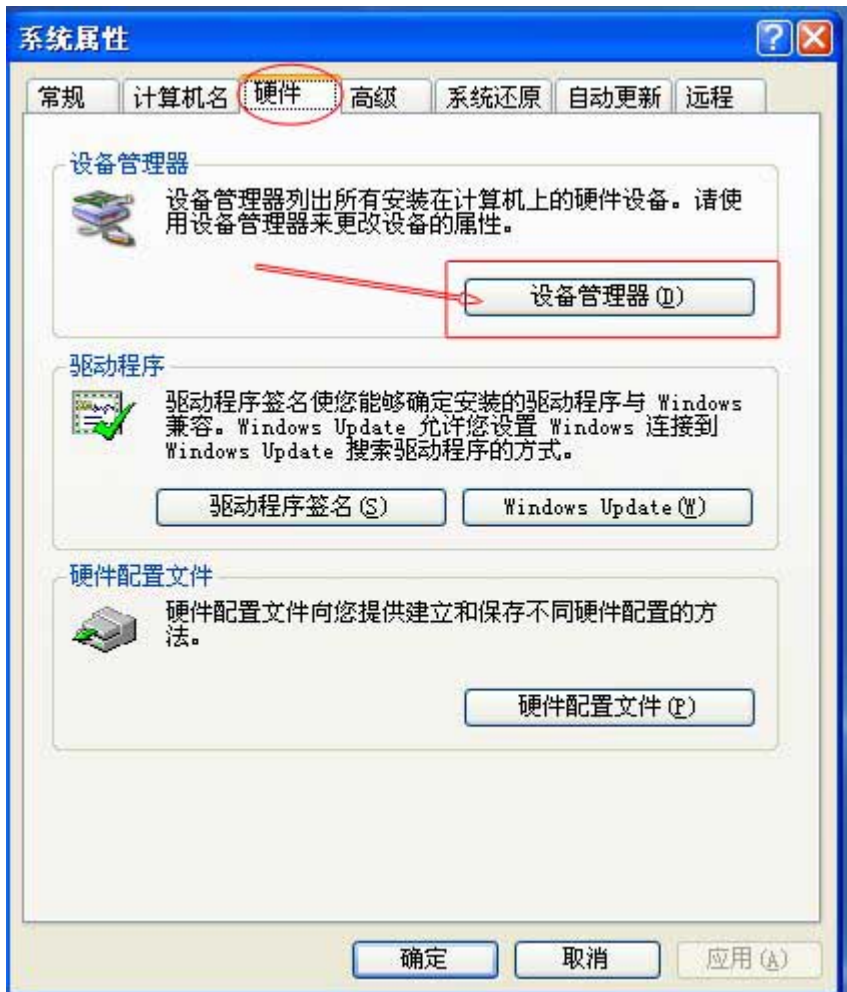 系统属性
常规 计算机名 硬件 高级 系统还原 自动更新 远程
设备管理器
设备管理器列出所有安装在计算机上的硬件设备。请使
用设备管理器来更改设备的属性。
设备管理器(D)
驱动程序
驱动程序签名使您能够确定安装的驱动程序与 Windows
兼容。Windows Update 允许您设置 Windows 连接到
Windows Update 搜索驱动程序的方式。
驱动程序签名(S) Windows Update(W)
硬件配置文件
硬件配置文件向您提供建立和保存不同硬件配置的方
法。
硬件配置文件(P)
确定 取消 应用(A)